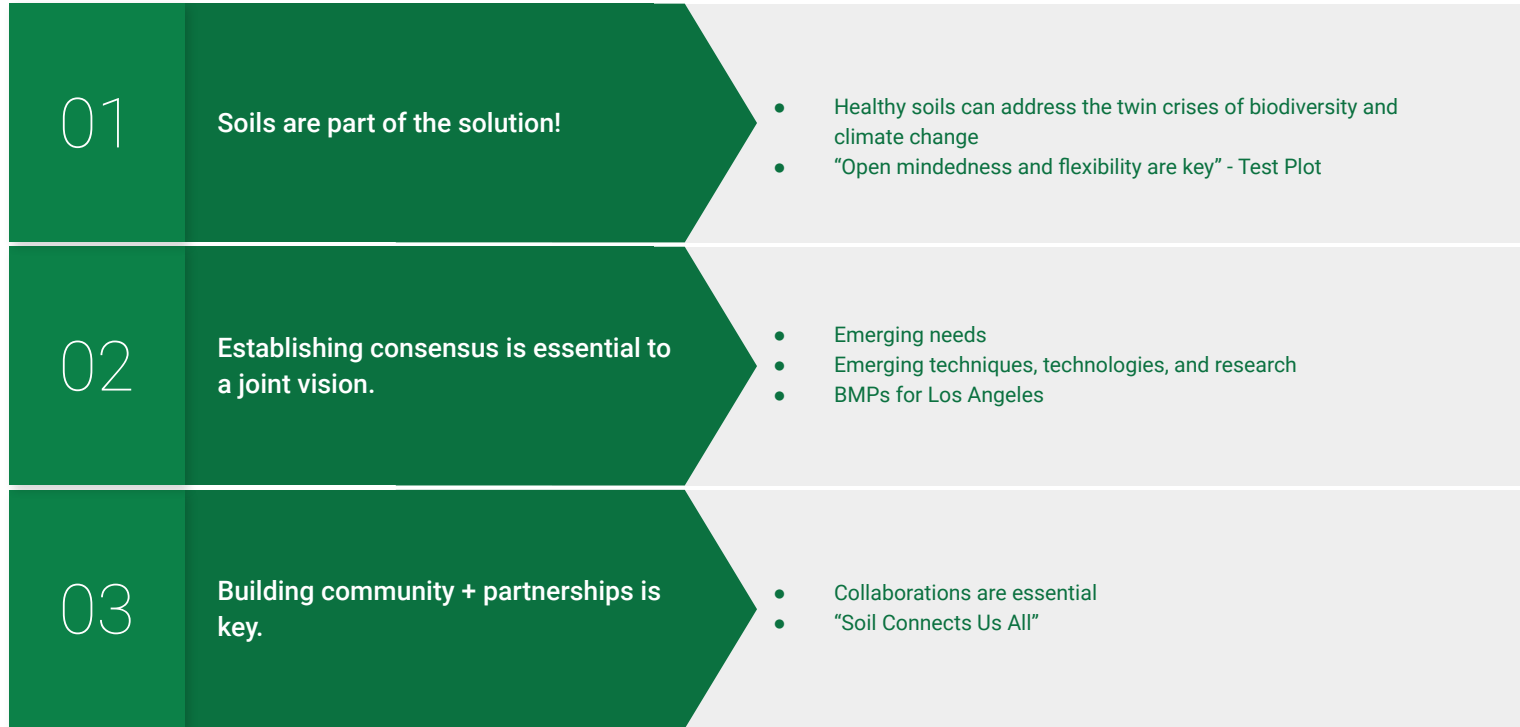 01
Soils are part of the solution!
● Healthy soils can address the twin crises of biodiversity and
climate change
● “Open mindedness and flexibility are key” - Test Plot
02
Establishing consensus is essential to
a joint vision.
● Emerging needs
● Emerging techniques, technologies, and research
● BMPs for Los Angeles
03
Building community + partnerships is
key.
● Collaborations are essential
● “Soil Connects Us All”